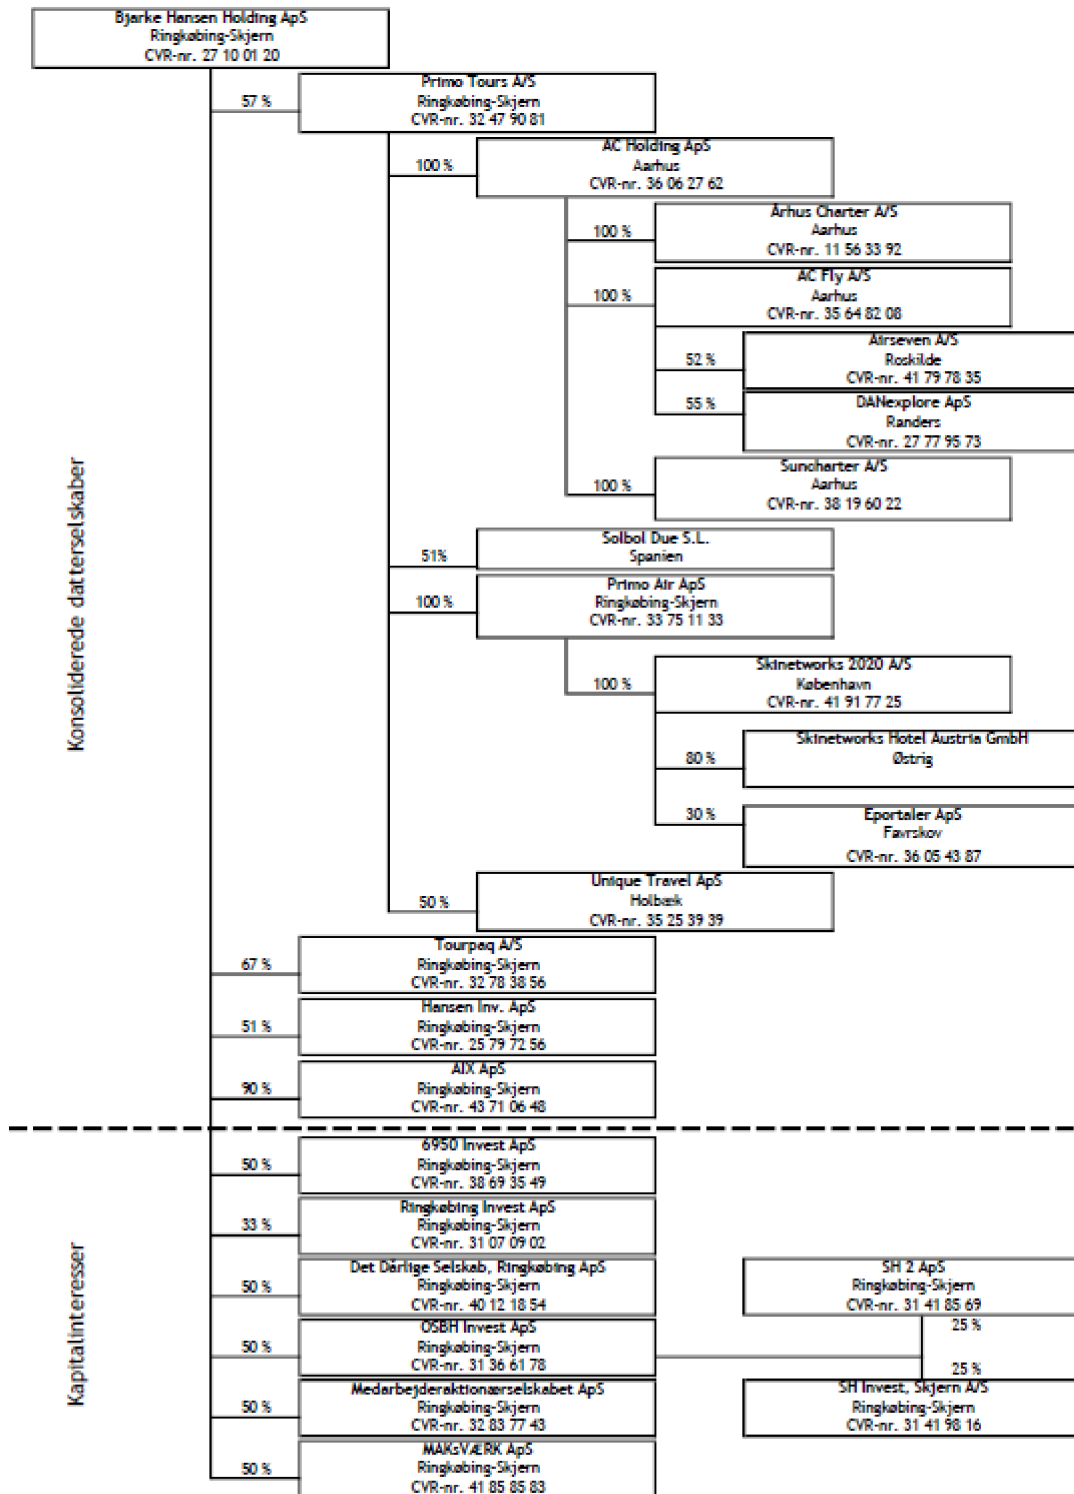 Bjarke Hansen Holding ApS
Ringkøbing-Skjern
CVR-nr. 27 10 01 20
57 %
Primo Tours A/S
Ringkøbing-Skjern
CVR-nr. 32 47 90 81
100 %
AC Holding ApS
Aarhus
CVR-nr. 36 06 27 62
100 %
Århus Charter A/S
Aarhus
CVR-nr. 11 56 33 92
100 %
AC Fly A/S
Aarhus
CVR-nr. 35 64 82 08
52 %
Airseven A/S
Roskilde
CVR-nr. 41 79 78 35
55 %
DANexplore ApS
Randers
CVR-nr. 27 77 95 73
100 %
Suncharter A/S
Aarhus
CVR-nr. 38 19 60 22
51%
Solbol Due S.L.
Spanien
100 %
Primo Air ApS
Ringkøbing-Skjern
CVR-nr. 33 75 11 33
100 %
Skinetworks 2020 A/S
København
CVR-nr. 41 91 77 25
80 %
Skinetworks Hotel Austria GmbH
Østrig
30 %
Eportaler ApS
Favrskov
CVR-nr. 36 05 43 87
50 %
Unique Travel ApS
Holbæk
CVR-nr. 35 25 39 39
67 %
Tourpaq A/S
Ringkøbing-Skjern
CVR-nr. 32 78 38 56
51 %
Hansen Inv. ApS
Ringkøbing-Skjern
CVR-nr. 25 79 72 56
90 %
AIX ApS
Ringkøbing-Skjern
CVR-nr. 43 71 06 48
Konsoliderede datterselskaber
50 %
6950 Invest ApS
Ringkøbing-Skjern
CVR-nr. 38 69 35 49
33 %
Ringkøbing Invest ApS
Ringkøbing-Skjern
CVR-nr. 31 07 09 02
50 %
Det Dårlige Selskab, Ringkøbing ApS
Ringkøbing-Skjern
CVR-nr. 40 12 18 54
SH 2 ApS
Ringkøbing-Skjern
CVR-nr. 31 41 85 69
25 %
50 %
OSBH Invest ApS
Ringkøbing-Skjern
CVR-nr. 31 36 61 78
25 %
50 %
Medarbejderaktionærselskabet ApS
Ringkøbing-Skjern
CVR-nr. 32 83 77 43
SH Invest, Skjern A/S
Ringkøbing-Skjern
CVR-nr. 31 41 98 16
50 %
MAKsVÆRK ApS
Ringkøbing-Skjern
CVR-nr. 41 85 85 83
Kapitalinteresser